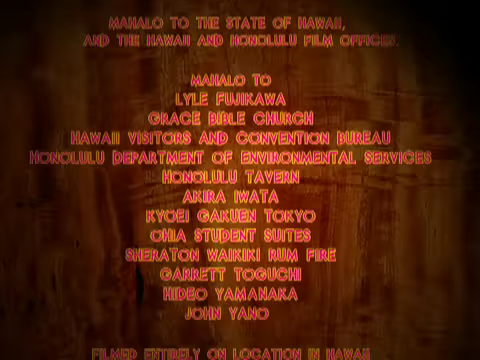 MAHALO TO THE STATE OF HAWAII,
AND THE HAWAII AND HONOLULU FILM OFFICES.
MAHALO TO
LYLE FUJIKAWA
GRACE BIBLE CHURCH
HAWAII VISITORS AND CONVENTION BUREAU
HONOLULU DEPARTMENT OF ENVIRONMENTAL SERVICES
HONOLULU TAVERN
AKIRA IWATA
KYOEI GAKUEN TOKYO
OHIA STUDENT SUITES
SHERATON WAIKIKI RUM FIRE
GARRETT TOGUCHI
HIDEO YAMANAKA
JOHN YANO
FILMED ENTIRELY ON LOCATION IN HAWAII